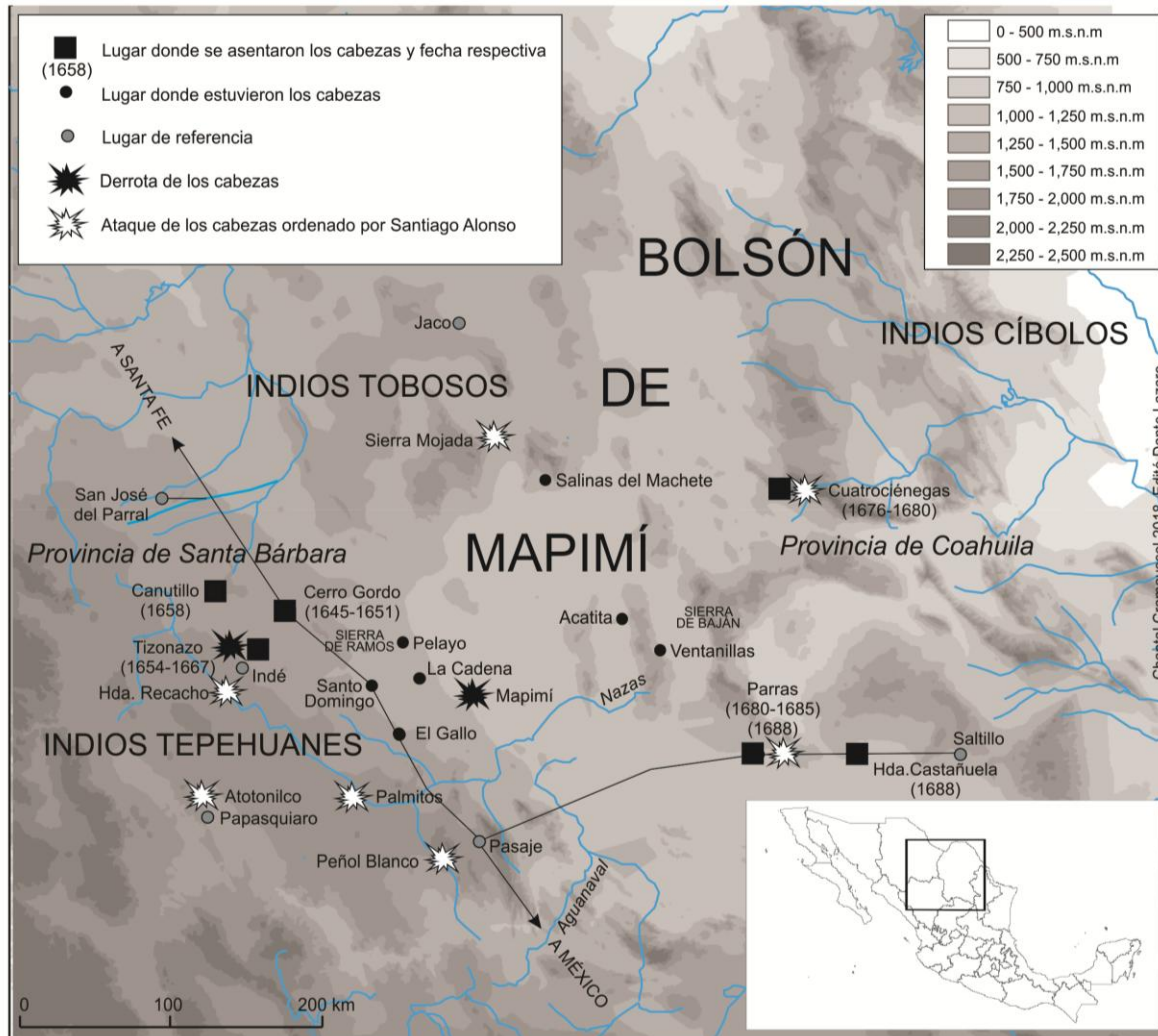 Lugar donde se asentaron los cabezas y fecha respectiva
(1658)
Lugar donde estuvieron los cabezas
Lugar de referencia
Derrota de los cabezas
Ataque de los cabezas ordenado por Santiago Alonso
0 - 500 m.s.n.m
500 - 750 m.s.n.m
750 - 1,000 m.s.n.m
1,000 - 1,250 m.s.n.m
1,250 - 1,500 m.s.n.m
1,500 - 1,750 m.s.n.m
1,750 - 2,000 m.s.n.m
2,000 - 2,250 m.s.n.m
2,250 - 2,500 m.s.n.m
BOLSÓN
DE
MAPIMÍ
INDIOS CÍBOLOS
Jaco
A SANTA FE
INDIOS TOBOSOS
Sierra Mojada
Salinas del Machete
San José
del Parral
Cuatrociénegas
(1676-1680)
Provincia de Santa Bárbara
Provincia de Coahuila
Canutillo
(1658)
Cerro Gordo
(1645-1651)
Acatita
SIERRA
DE BAJÁN
SIERRA
DE RAMOS
Pelayo
Ventanillas
Tizonazo
(1654-1667)
Indé
La Cadena
Hda. Recacho
Santo
Domingo
Mapimí
Nazas
Parras
(1680-1685)
(1688)
El Gallo
INDIOS TEPEHUANES
Saltillo
Hda.Castañuela
(1688)
Atotonilco
Palmitos
Papasquiaro
Pasaje
Peñol Blanco
Aguanaval
A MÉXICO
0
100
200 km